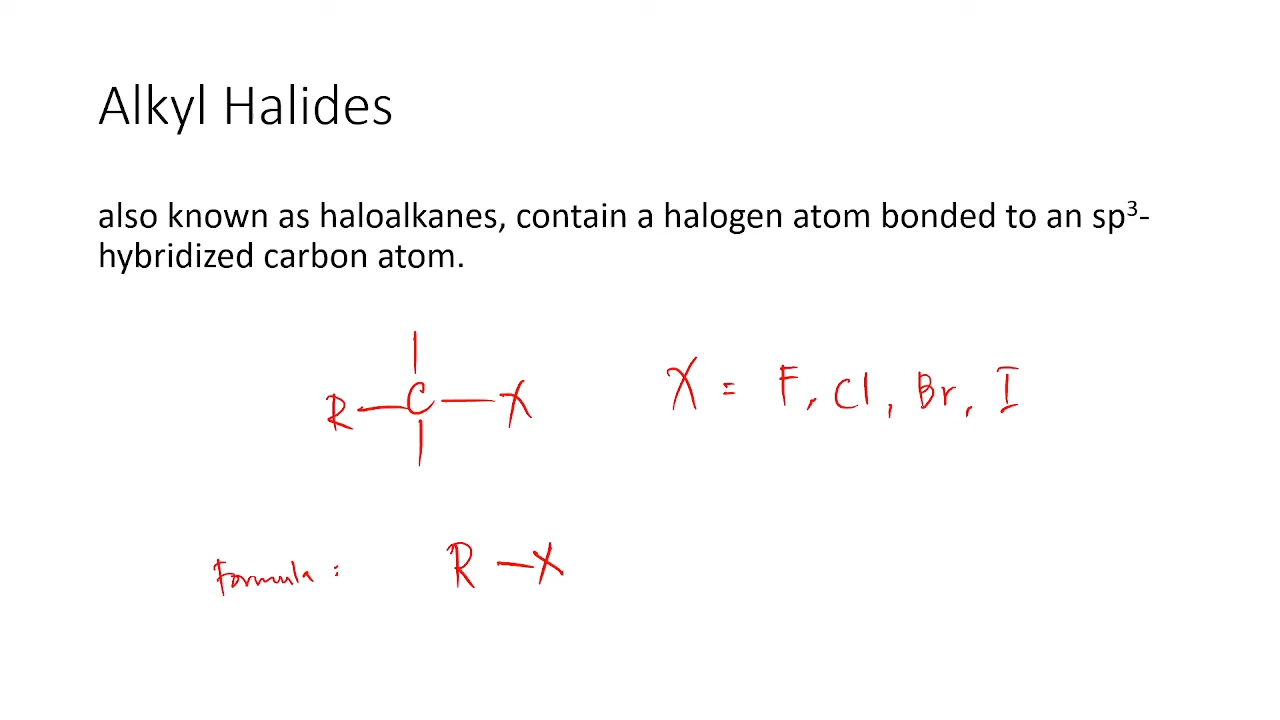 Alkyl Halides
also known as haloalkanes, contain a halogen atom bonded to an sp³-
hybridized carbon atom.
R—C—X
X = F, Cl, Br, I
Formula : R—X